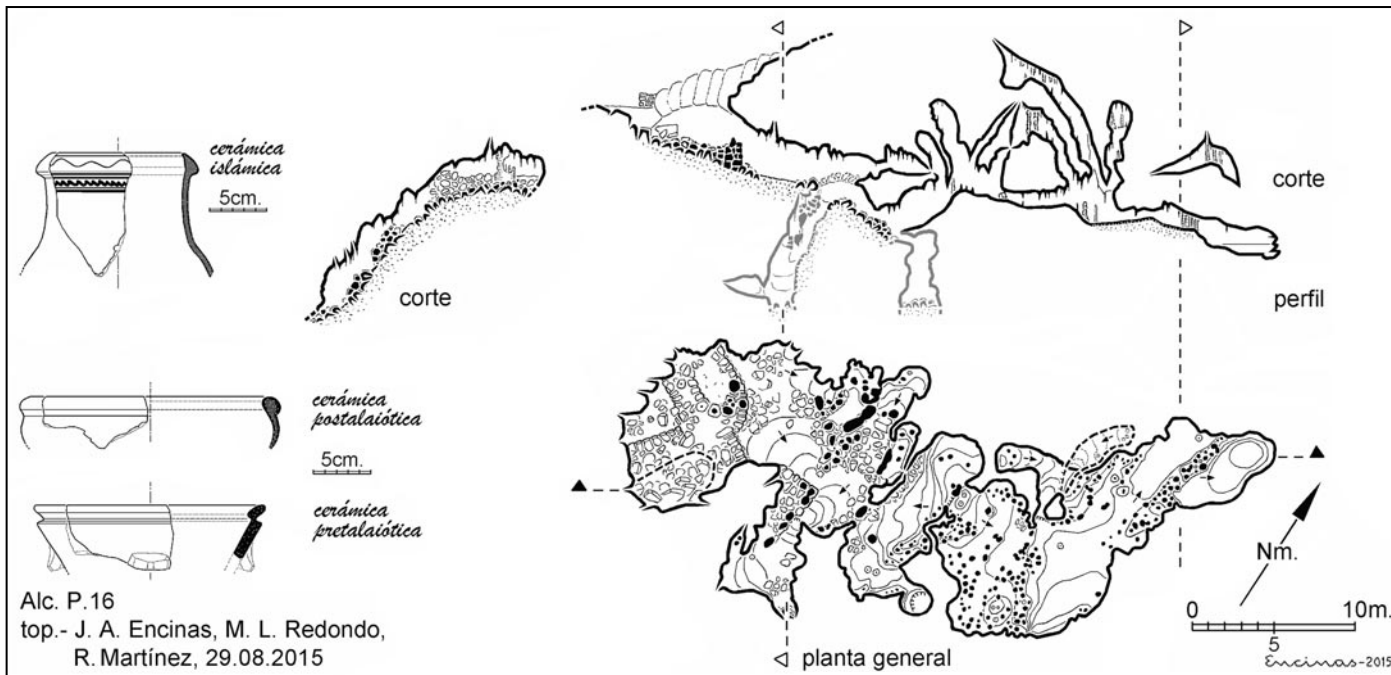 cerámica
islámica
5cm.
corte
corte
perfil
cerámica
postalaiótica
5cm.
cerámica
pretalaiótica
Alc. P.16
top.- J. A. Encinas, M. L. Redondo,
R. Martínez, 29.08.2015
planta general
Nm.
0 10m.
5
Encinas-2015